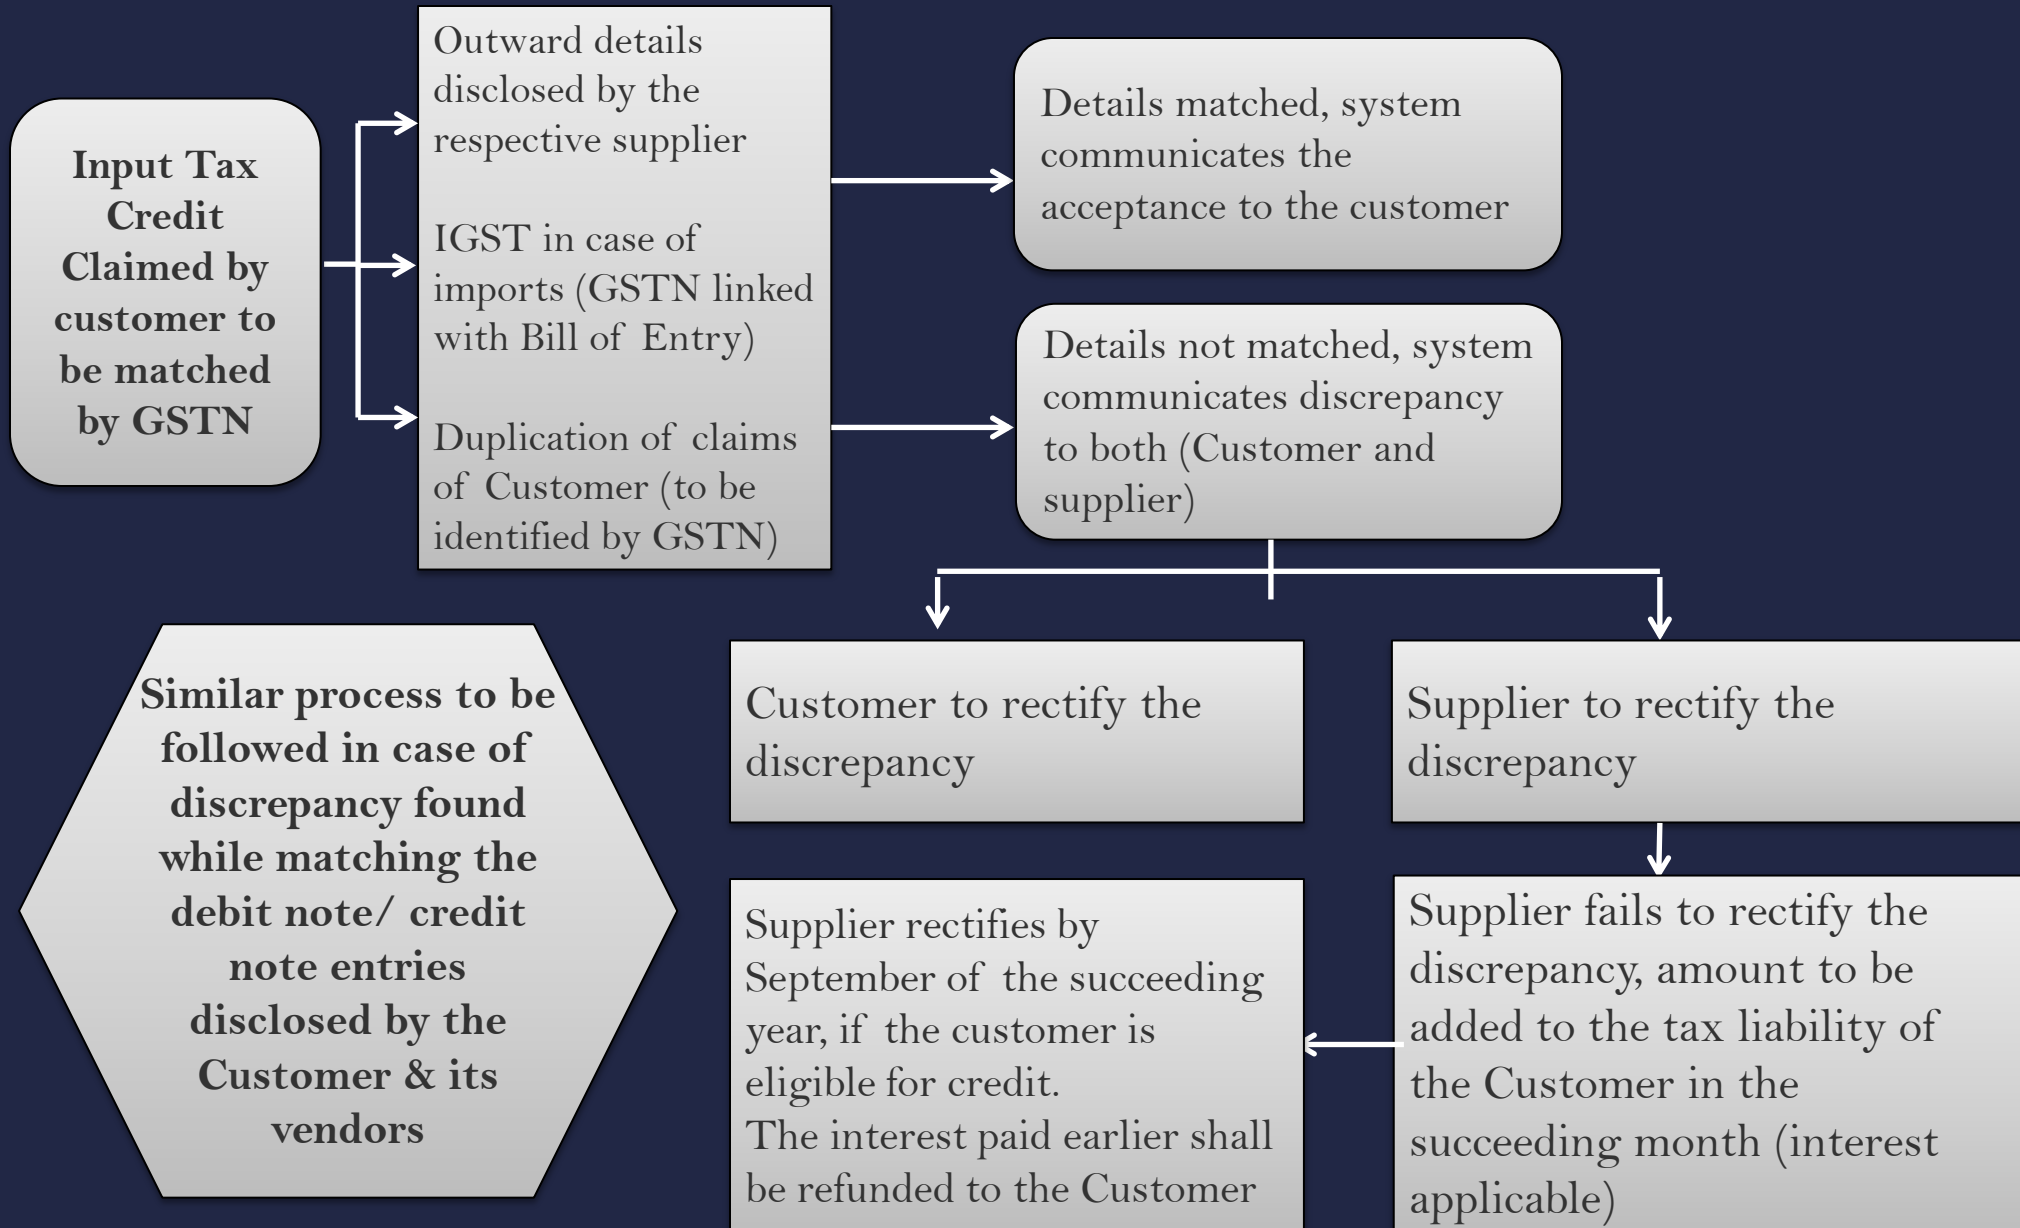 Input Tax
Credit
Claimed by
customer to
be matched
by GSTN
Outward details
disclosed by the
respective supplier
IGST in case of
imports (GSTN linked
with Bill of Entry)
Duplication of claims
of Customer (to be
identified by GSTN)
Details matched, system
communicates the
acceptance to the customer
Details not matched, system
communicates discrepancy
to both (Customer and
supplier)
Customer to rectify the
discrepancy
Supplier to rectify the
discrepancy
Supplier fails to rectify the
discrepancy, amount to be
added to the tax liability of
the Customer in the
succeeding month (interest
applicable)
Supplier rectifies by
September of the succeeding
year, if the customer is
eligible for credit.
The interest paid earlier shall
be refunded to the Customer
Similar process to be
followed in case of
discrepancy found
while matching the
debit note/ credit
note entries
disclosed by the
Customer & its
vendors